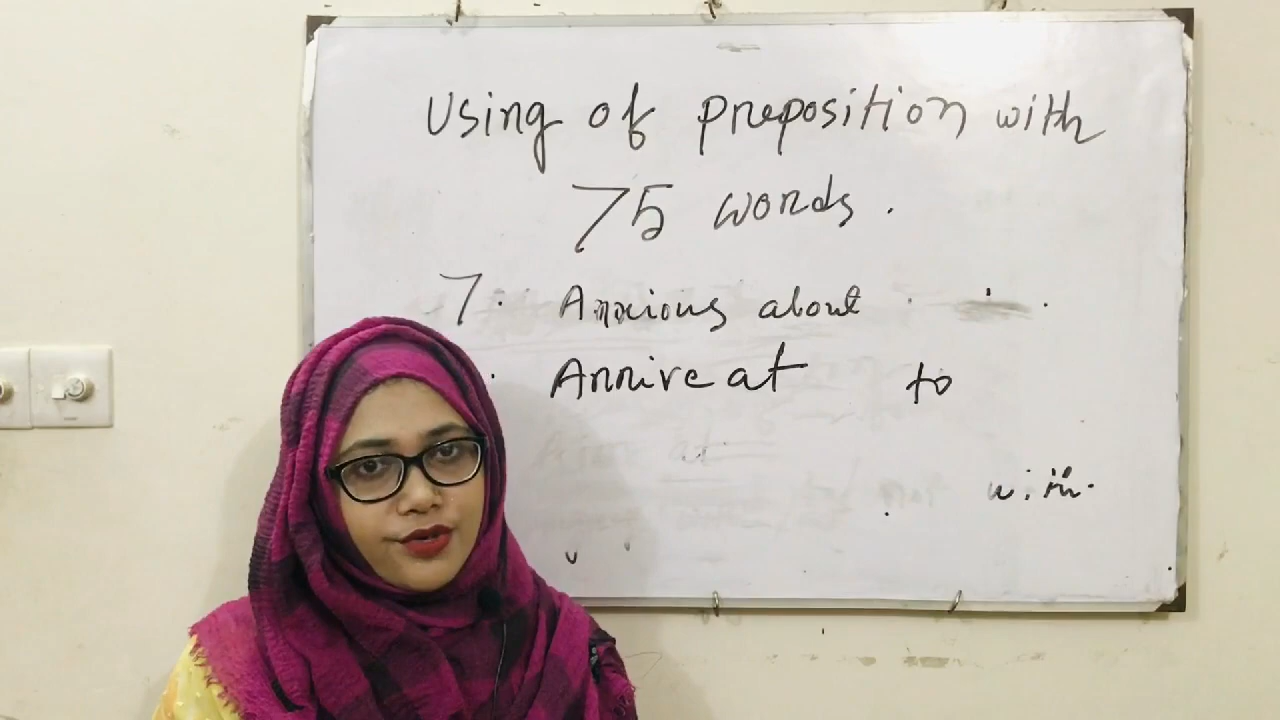 Using of preposition with
75 words.
7. Anxious about
Arrive at to
with.